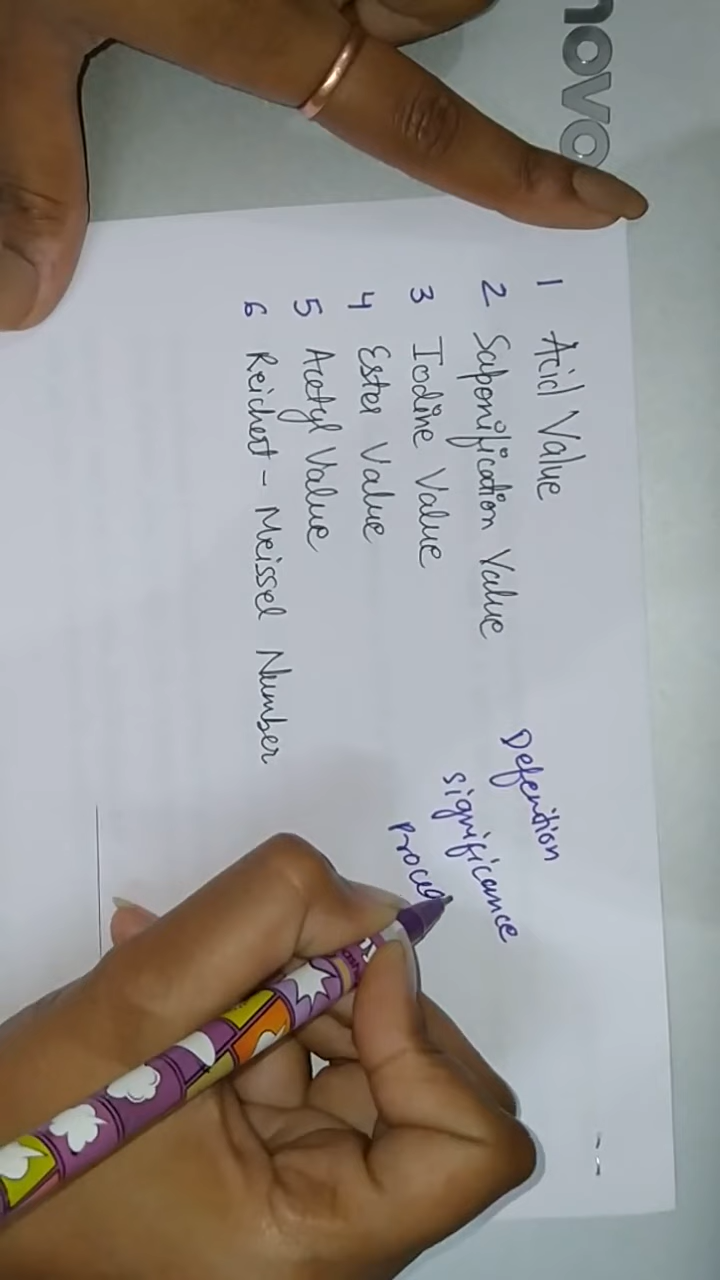 novo
1 Acid Value
2 Saponification Value
3 Iodine Value
4 Ester Value
5 Acetyl Value
6 Reichert - Meissel Number
Defenition
significance